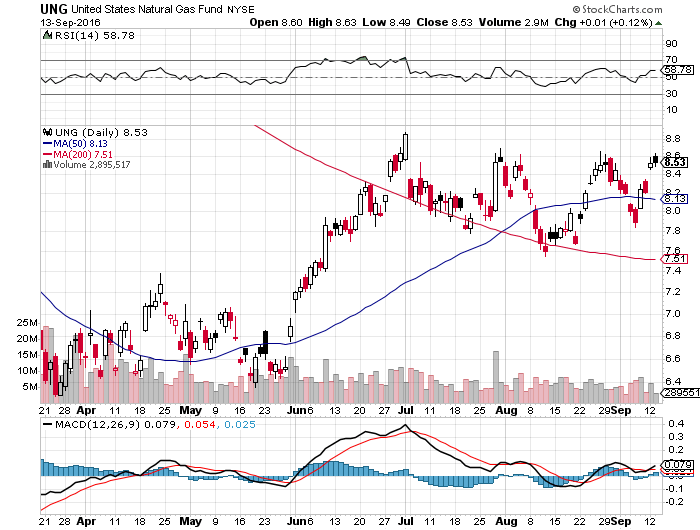 UNG United States Natural Gas Fund NYSE © StockCharts.com
13-Sep-2016 Open 8.60 High 8.63 Low 8.49 Close 8.53 Volume 2.9M Chg +0.01 (+0.12%)
RSI(14) 58.78
90
70
58.78
50
30
10
UNG (Daily) 8.53
MA(50) 8.13
MA(200) 7.51
Volume 2,895,517
8.8
8.6
8.53
8.4
8.2
8.13
8.0
7.8
7.6
7.51
7.4
7.2
7.0
6.8
6.6
6.4
25M
20M
15M
10M
5M
2895517
21 28 Apr 11 18 25 May 9 16 23 Jun 6 13 20 27 Jul 11 18 25 Aug 8 15 22 29 Sep 12
MACD(12,26,9) 0.079, 0.054, 0.025
0.4
0.3
0.2
0.1
0.079
-0.1
-0.2
21 28 Apr 11 18 25 May 9 16 23 Jun 6 13 20 27 Jul 11 18 25 Aug 8 15 22 29 Sep 12